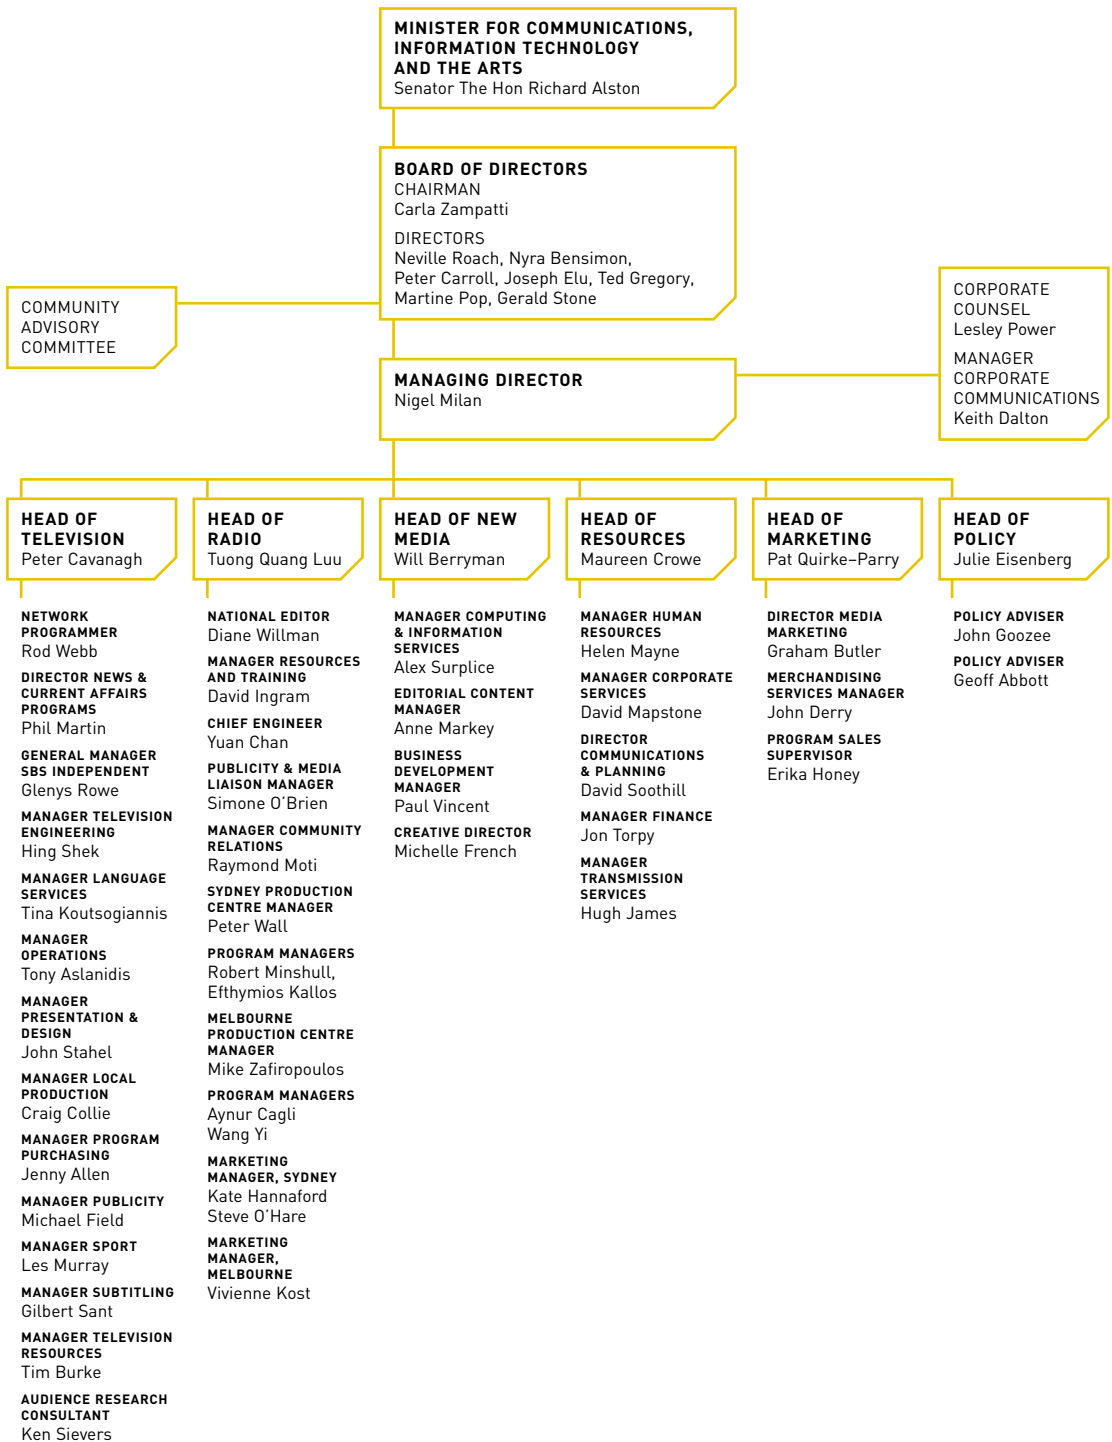 MINISTER FOR COMMUNICATIONS,
INFORMATION TECHNOLOGY
AND THE ARTS
Senator The Hon Richard Alston
BOARD OF DIRECTORS
CHAIRMAN
Carla Zampatti
DIRECTORS
Neville Roach, Nyra Bensimon,
Peter Carroll, Joseph Elu, Ted Gregory,
Martine Pop, Gerald Stone
COMMUNITY
ADVISORY
COMMITTEE
CORPORATE
COUNSEL
Lesley Power
MANAGER
CORPORATE
COMMUNICATIONS
Keith Dalton
MANAGING DIRECTOR
Nigel Milan
HEAD OF
TELEVISION
Peter Cavanagh
NETWORK
PROGRAMMER
Rod Webb
DIRECTOR NEWS &
CURRENT AFFAIRS
PROGRAMS
Phil Martin
GENERAL MANAGER
SBS INDEPENDENT
Glenys Rowe
MANAGER TELEVISION
ENGINEERING
Hing Shek
MANAGER LANGUAGE
SERVICES
Tina Koutsogiannis
MANAGER
OPERATIONS
Tony Aslanidis
MANAGER
PRESENTATION &
DESIGN
John Stahel
MANAGER LOCAL
PRODUCTION
Craig Collie
MANAGER PROGRAM
PURCHASING
Jenny Allen
MANAGER PUBLICITY
Michael Field
MANAGER SPORT
Les Murray
MANAGER SUBTITLING
Gilbert Sant
MANAGER TELEVISION
RESOURCES
Tim Burke
AUDIENCE RESEARCH
CONSULTANT
Ken Sievers
HEAD OF
RADIO
Tuong Quang Luu
NATIONAL EDITOR
Diane Willman
MANAGER RESOURCES
AND TRAINING
David Ingram
CHIEF ENGINEER
Yuan Chan
PUBLICITY & MEDIA
LIAISON MANAGER
Simone O'Brien
MANAGER COMMUNITY
RELATIONS
Raymond Moti
SYDNEY PRODUCTION
CENTRE MANAGER
Peter Wall
PROGRAM MANAGERS
Robert Minshull,
Efthymios Kallos
MELBOURNE
PRODUCTION CENTRE
MANAGER
Mike Zafiropoulos
PROGRAM MANAGERS
Aynur Cagli
Wang Yi
MARKETING
MANAGER, SYDNEY
Kate Hannaford
Steve O'Hare
MARKETING
MANAGER,
MELBOURNE
Vivienne Kost
HEAD OF NEW
MEDIA
Will Berryman
MANAGER COMPUTING
& INFORMATION
SERVICES
Alex Surplice
EDITORIAL CONTENT
MANAGER
Anne Markey
BUSINESS
DEVELOPMENT
MANAGER
Paul Vincent
CREATIVE DIRECTOR
Michelle French
HEAD OF
RESOURCES
Maureen Crowe
MANAGER HUMAN
RESOURCES
Helen Mayne
MANAGER CORPORATE
SERVICES
David Mapstone
DIRECTOR
COMMUNICATIONS
& PLANNING
David Soothill
MANAGER FINANCE
Jon Torpy
MANAGER
TRANSMISSION
SERVICES
Hugh James
HEAD OF
MARKETING
Pat Quirke–Parry
DIRECTOR MEDIA
MARKETING
Graham Butler
MERCHANDISING
SERVICES MANAGER
John Derry
PROGRAM SALES
SUPERVISOR
Erika Honey
HEAD OF
POLICY
Julie Eisenberg
POLICY ADVISER
John Goozee
POLICY ADVISER
Geoff Abbott